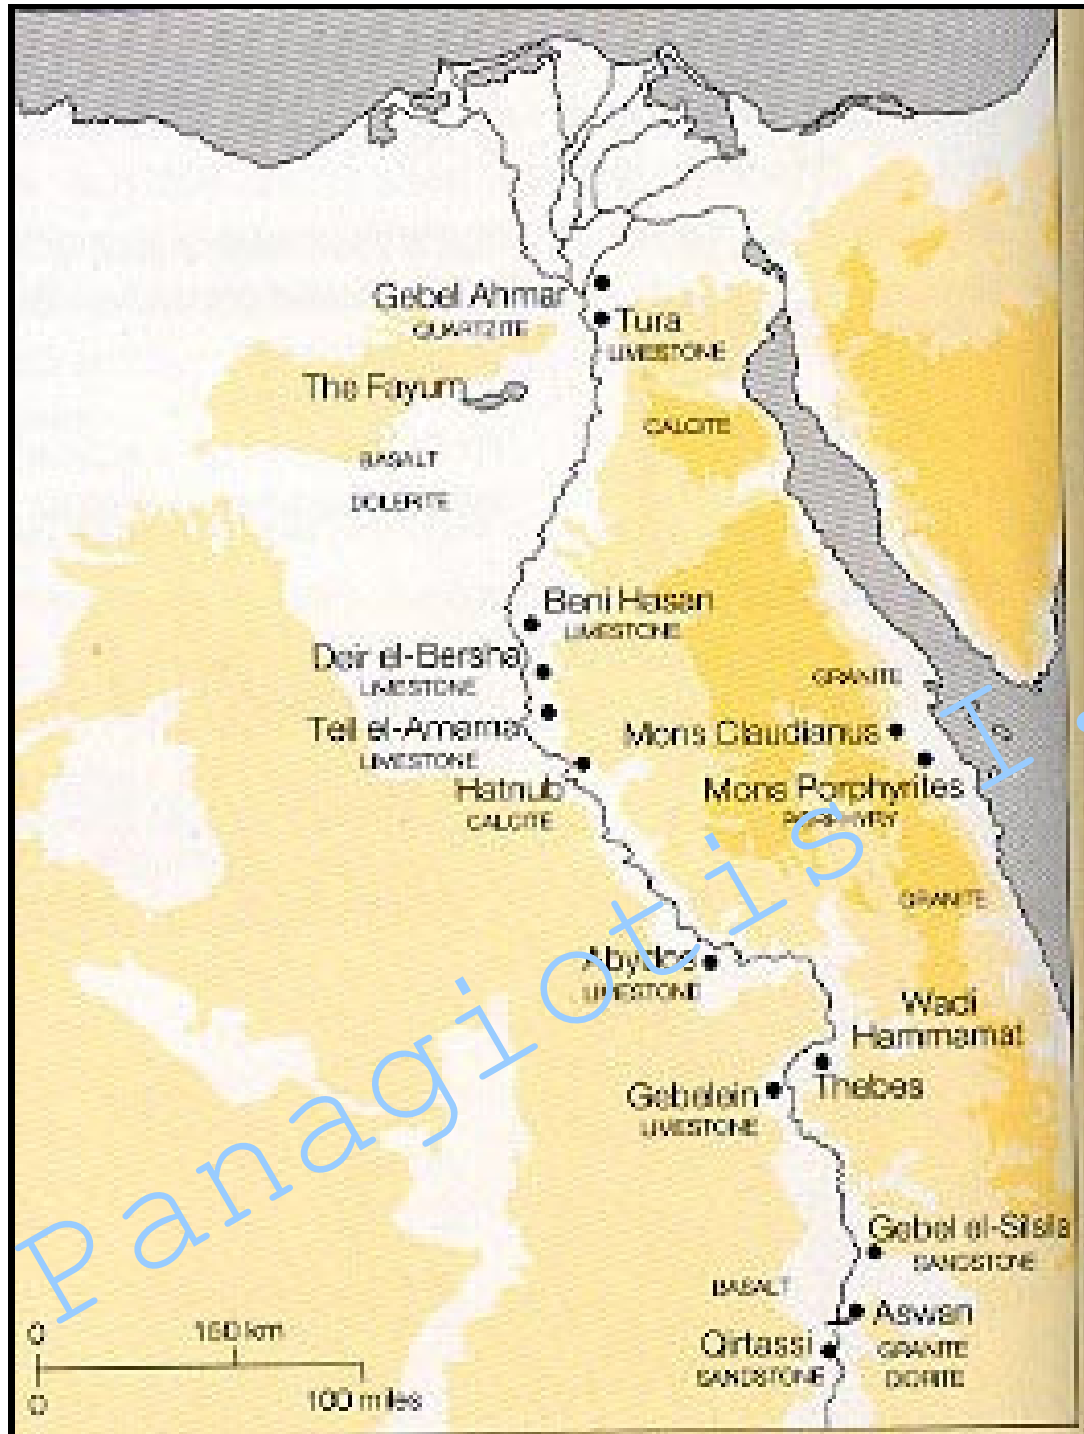 Gebel Ahmar
QUARTZITE
Tura
LIMESTONE
The Fayum
CALCITE
BASALT
DOLERITE
Beni Hasan
LIMESTONE
Deir el-Bersha
LIMESTONE
GRANITE
Tell el-Amarna
LIMESTONE
Mons Claudianus
Hatnub
CALCITE
Mons Porphyrites
PORPHYRY
GRANITE
Abydos
LIMESTONE
Wadi
Hammamat
Thebes
Gebelein
LIMESTONE
Gebel el-Silsila
SANDSTONE
BASALT
Aswan
GRANITE
DIORITE
Qirtassi
SANDSTONE
0
150 km
0
100 miles
Panagiotis I.